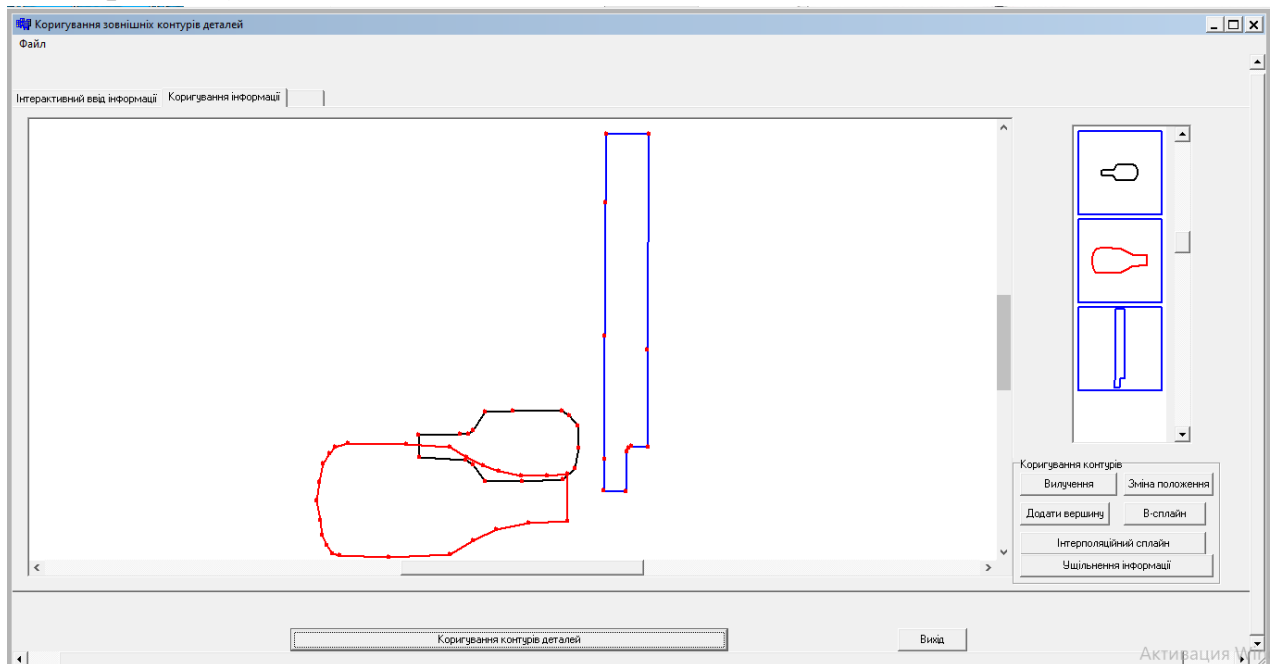 Коригування зовнішніх контурів деталей
Файл
Інтерактивний ввід інформації Коригування інформації
Коригування контурів
Вилучення Зміна положення
Додати вершину В-сплайн
Інтерполяційний сплайн
Ущільнення інформації
Коригування контурів деталей Вихід
Активация Win